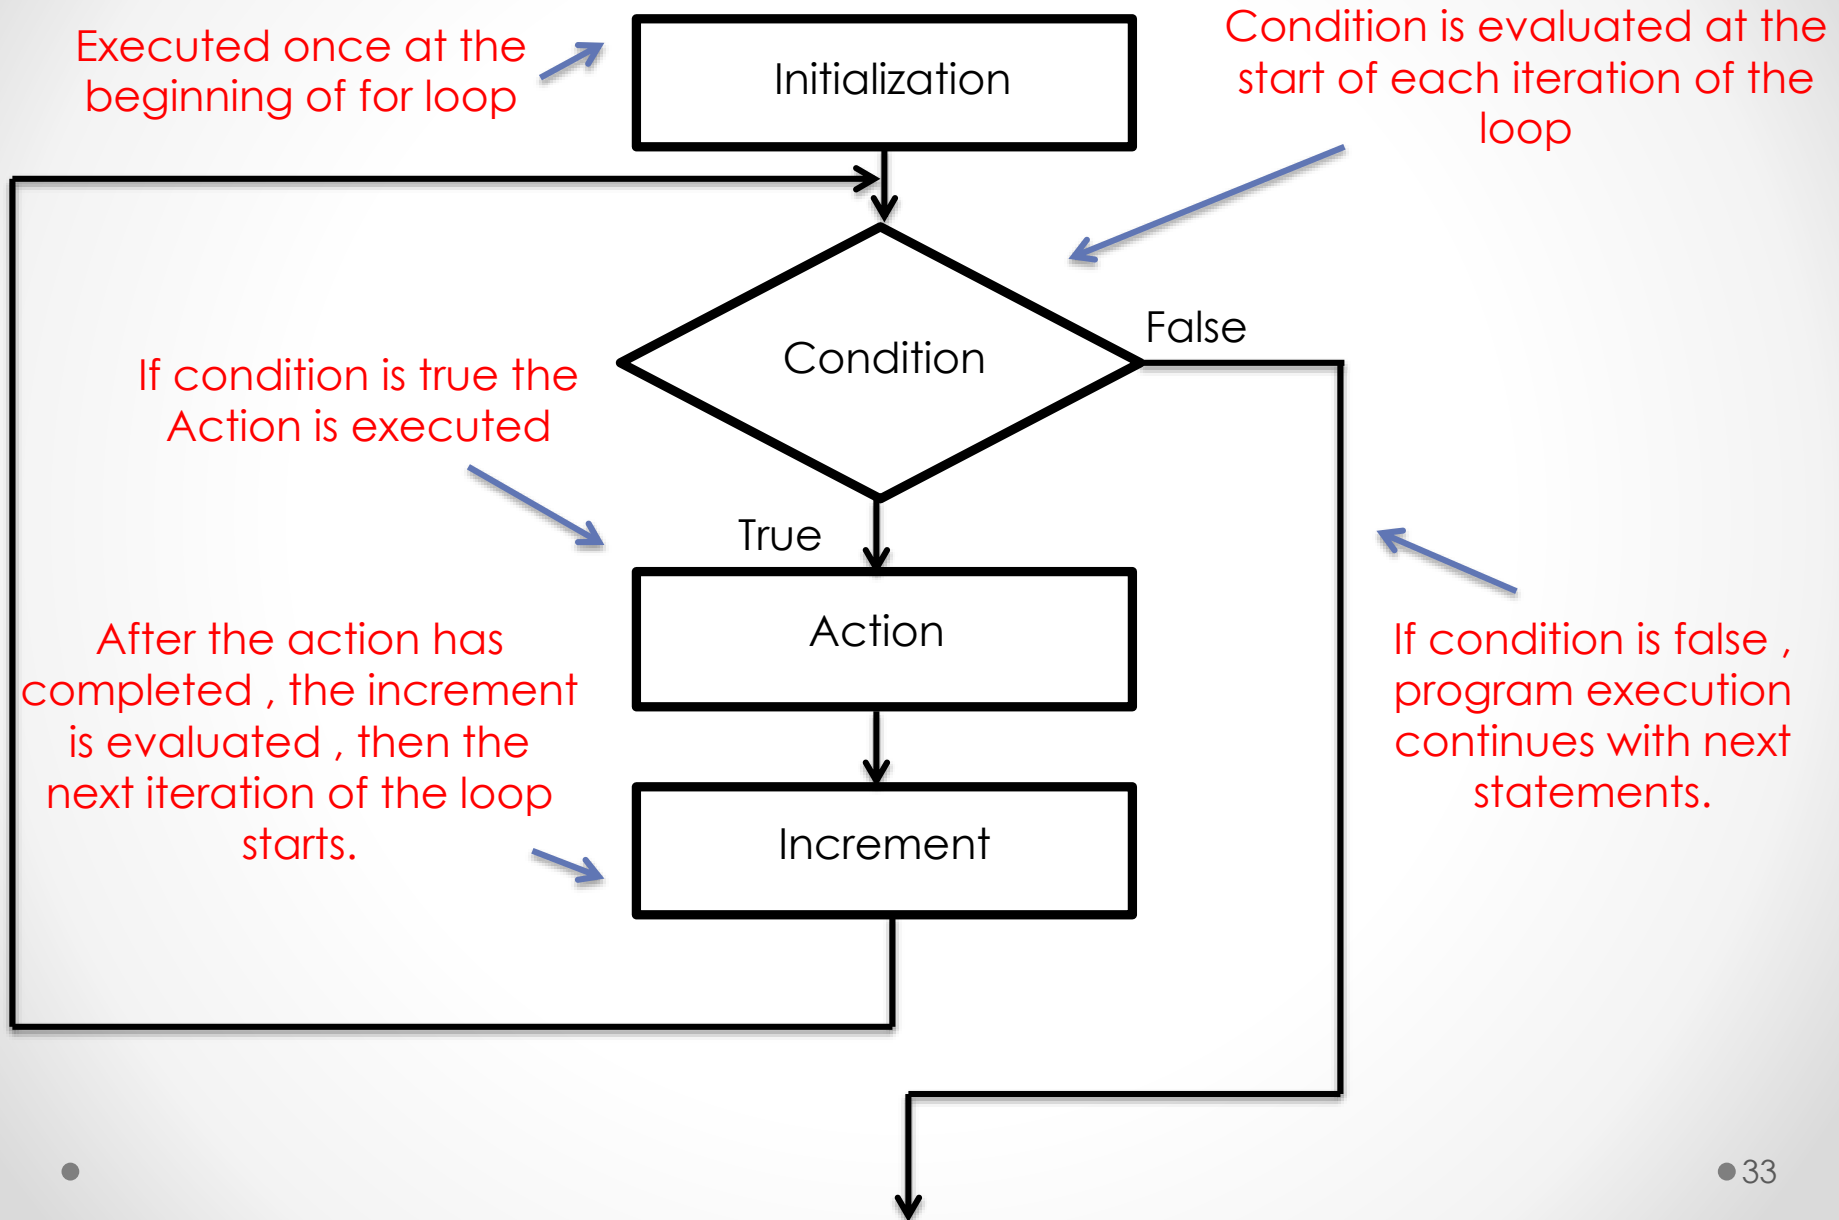 Executed once at the
beginning of for loop
Initialization
Condition is evaluated at the
start of each iteration of the
loop
Condition
False
If condition is true the
Action is executed
True
Action
After the action has
completed , the increment
is evaluated , then the
next iteration of the loop
starts.
Increment
If condition is false ,
program execution
continues with next
statements.
33